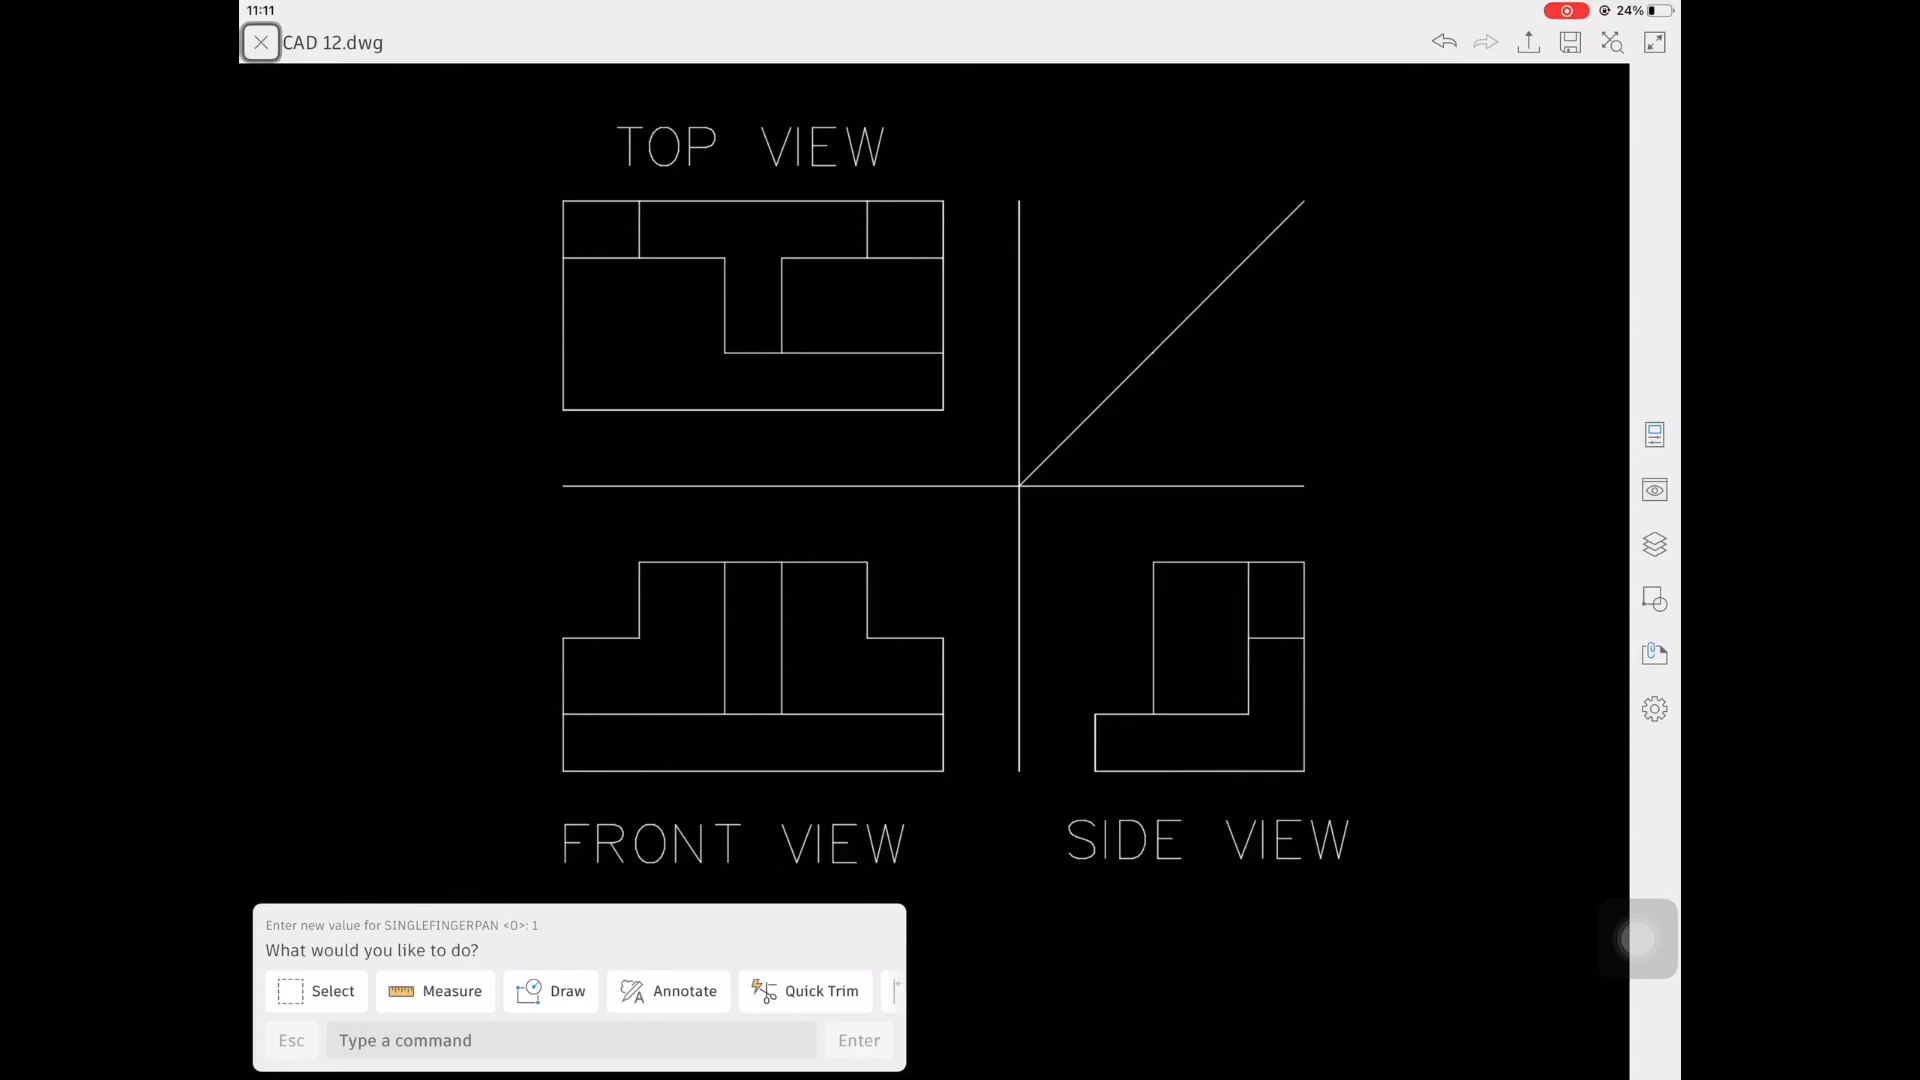 11:11
24%
CAD 12.dwg
TOP VIEW
FRONT VIEW
SIDE VIEW
Enter new value for SINGLEFINGERPAN <0>: 1
What would you like to do?
Select
Measure
Draw
Annotate
Quick Trim
Esc
Type a command
Enter